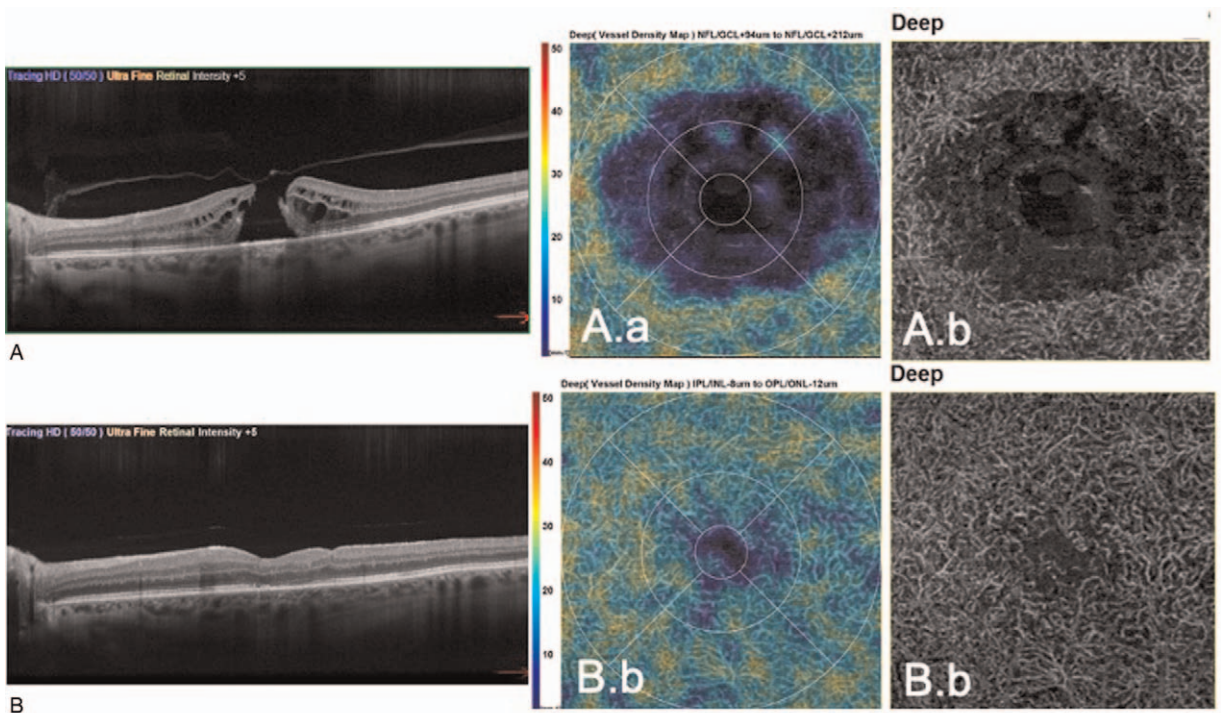 Tracing HD ( 50/50 ) Ultra Fine Retinal Intensity +5
A
Deep( Vessel Density Map ) NFL/GCL+94um to NFL/GCL+212um
50
40
30
20
10
A.a
Deep
A.b
Tracing HD ( 50/50 ) Ultra Fine Retinal Intensity +5
B
Deep( Vessel Density Map ) IPL/INL-8um to OPL/ONL-12um
50
40
30
20
10
B.b
Deep
B.b